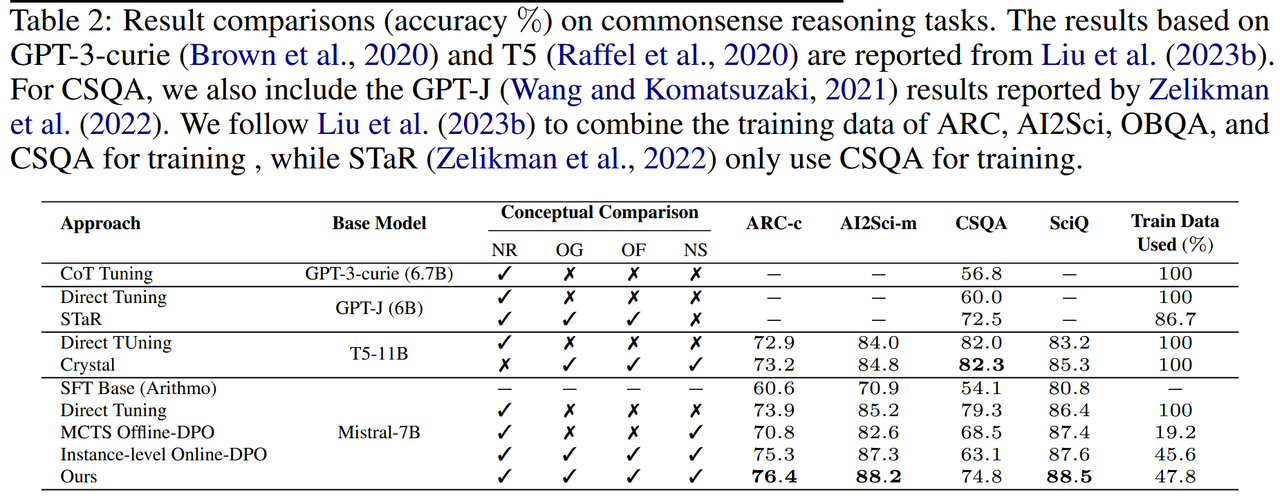 Table 2: Result comparisons (accuracy %) on commonsense reasoning tasks. The results based on
GPT-3-curie (Brown et al., 2020) and T5 (Raffel et al., 2020) are reported from Liu et al. (2023b).
For CSQA, we also include the GPT-J (Wang and Komatsuzaki, 2021) results reported by Zelikman
et al. (2022). We follow Liu et al. (2023b) to combine the training data of ARC, AI2Sci, OBQA, and
CSQA for training , while STaR (Zelikman et al., 2022) only use CSQA for training.
Approach Base Model Conceptual Comparison ARC-c AI2Sci-m CSQA SciQ Train Data
NR OG OF NS Used (%)
CoT Tuning GPT-3-curie (6.7B) ✓ ✗ ✗ ✗ – – 56.8 – 100
Direct Tuning GPT-J (6B) ✓ ✗ ✗ ✗ – – 60.0 – 100
STaR ✓ ✓ ✓ ✗ – – 72.5 – 86.7
Direct TUning T5-11B ✓ ✗ ✗ ✗ 72.9 84.0 82.0 83.2 100
Crystal ✗ ✓ ✓ ✓ 73.2 84.8 82.3 85.3 100
SFT Base (Arithmo) Mistral-7B – – – – 60.6 70.9 54.1 80.8 –
Direct Tuning ✓ ✗ ✗ ✗ 73.9 85.2 79.3 86.4 100
MCTS Offline-DPO ✓ ✗ ✗ ✓ 70.8 82.6 68.5 87.4 19.2
Instance-level Online-DPO ✓ ✓ ✓ ✓ 75.3 87.3 63.1 87.6 45.6
Ours ✓ ✓ ✓ ✓ 76.4 88.2 74.8 88.5 47.8